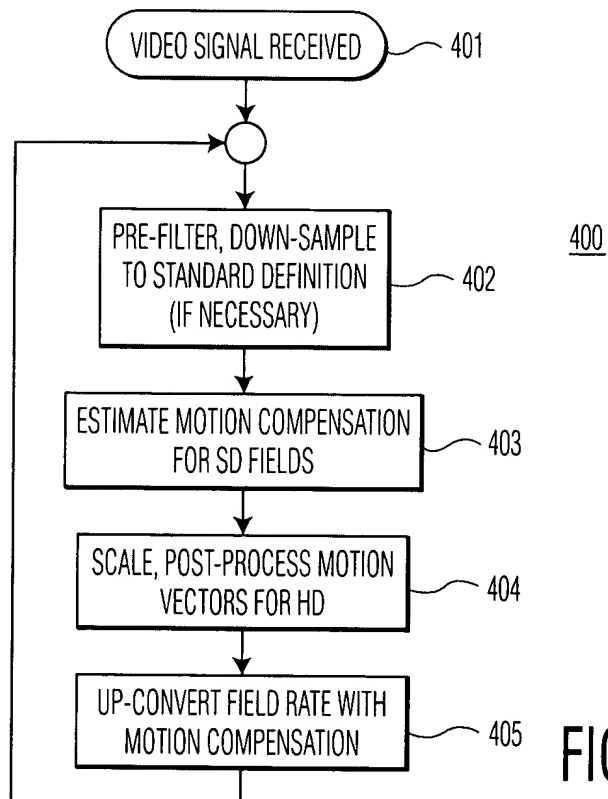 VIDEO SIGNAL RECEIVED
401
PRE-FILTER, DOWN-SAMPLE
TO STANDARD DEFINITION
(IF NECESSARY)
402
400
ESTIMATE MOTION COMPENSATION
FOR SD FIELDS
403
SCALE, POST-PROCESS MOTION
VECTORS FOR HD
404
UP-CONVERT FIELD RATE WITH
MOTION COMPENSATION
405